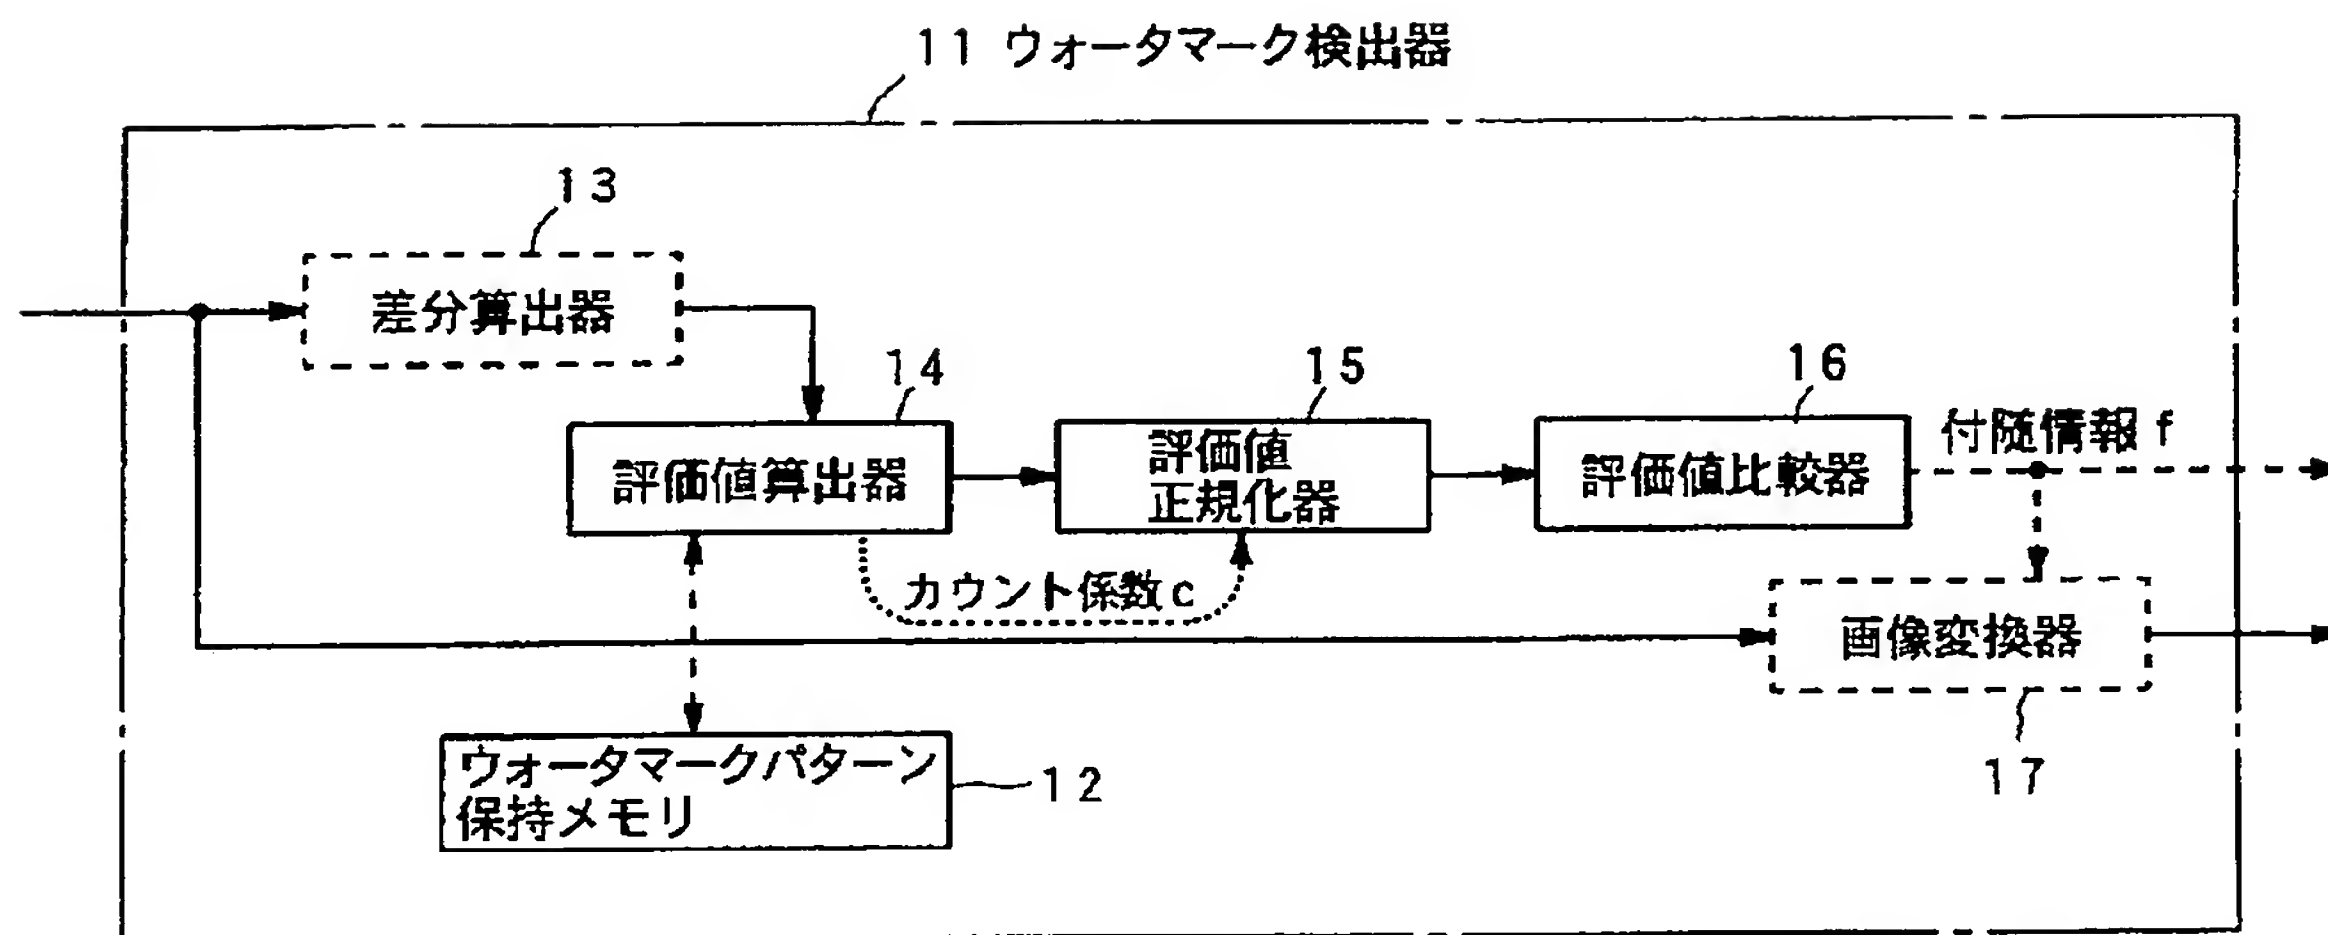 11 ウォータマーク検出器
13
差分算出器
14
評価値算出器
15
評価値
正規化器
16
評価値比較器
付随情報f
カウント係数c
画像変換器
17
ウォータマークパターン
保持メモリ
12